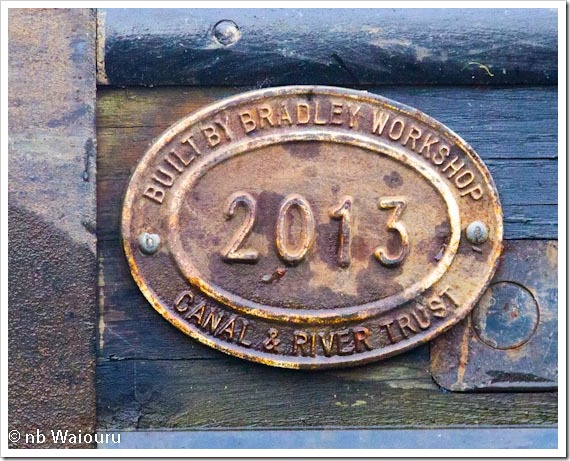 BUILT BY BRADLEY WORKSHOP
2013
CANAL & RIVER TRUST
© nb Waiouru